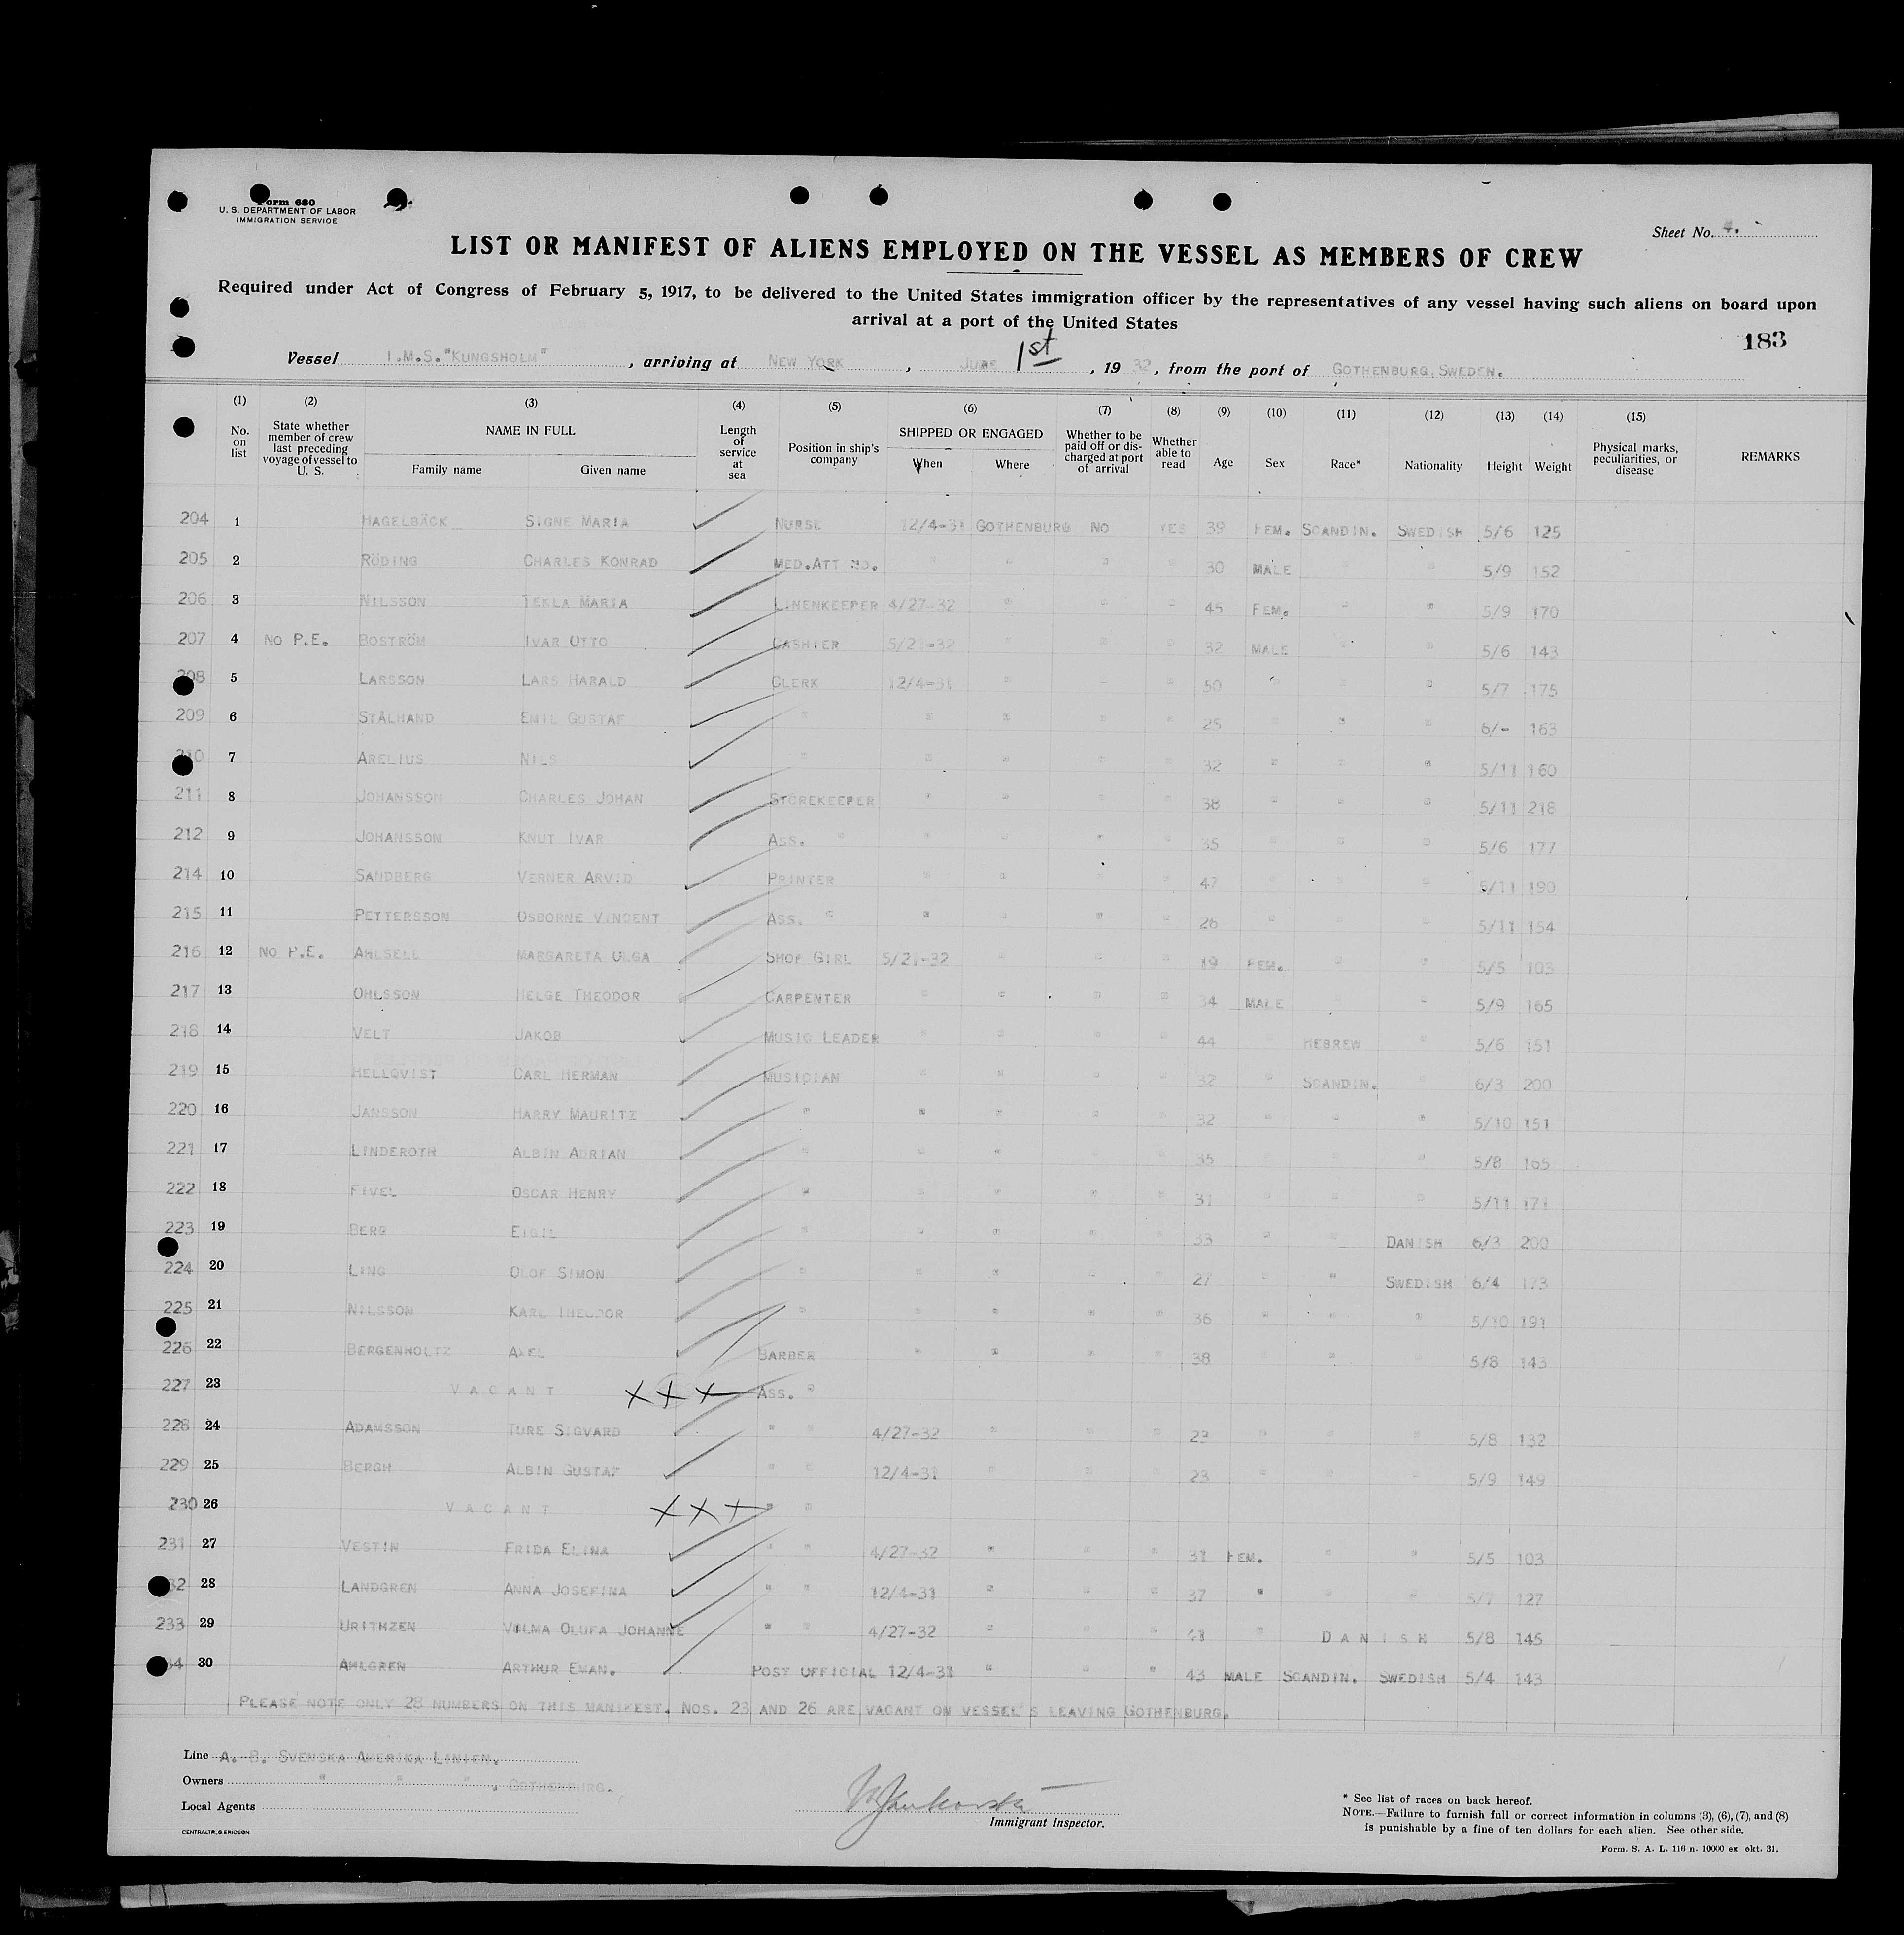 Form 680
U. S. DEPARTMENT OF LABOR
IMMIGRATION SERVICE
Sheet No. 4.
LIST OR MANIFEST OF ALIENS EMPLOYED ON THE VESSEL AS MEMBERS OF CREW
Required under Act of Congress of February 5, 1917, to be delivered to the United States immigration officer by the representatives of any vessel having such aliens on board upon
arrival at a port of the United States
183
Vessel I.M.S."KUNGSHOLM", arriving at NEW YORK, JUNE 1st, 1932, from the port of GOTHENBURG, SWEDEN.
(1) (2) (3) (4) (5) (6) (7) (8) (9) (10) (11) (12) (13) (14) (15)
No. on list State whether member of crew last preceding voyage of vessel to U. S. NAME IN FULL Family name Given name Length of service at sea Position in ship's company SHIPPED OR ENGAGED When Where Whether to be paid off or discharged at port of arrival Whether able to read Age Sex Race* Nationality Height Weight Physical marks, peculiarities, or disease REMARKS
204 1 HAGELBÄCK SIGNE MARIA NURSE 12/4-31 GOTHENBURG NO YES 39 FEM. SCANDIN. SWEDISH 5/6 125
205 2 RÖDING CHARLES KONRAD MED.ATT ND. " " " " 30 MALE " " 5/9 152
206 3 NILSSON TEKLA MARIA LINENKEEPER 4/27-32 " " " 45 FEM. " " 5/9 170
207 4 NO P.E. BOSTRÖM IVAR OTTO CASHIER 5/21-32 " " " 32 MALE " " 5/6 143
208 5 LARSSON LARS HARALD CLERK 12/4-31 " " " 50 " " " 5/7 175
209 6 STÅLHAND EMIL GUSTAF " " " " " 25 " " " 6/- 163
210 7 ARELIUS NILS " " " " " 32 " " " 5/11 160
211 8 JOHANSSON CHARLES JOHAN STOREKEEPER " " " " 38 " " " 5/11 218
212 9 JOHANSSON KNUT IVAR ASS. " " " " " 35 " " " 5/6 177
214 10 SANDBERG VERNER ARVID PRINTER " " " " 47 " " " 5/11 190
215 11 PETTERSSON OSBORNE VINCENT ASS. " " " " " 26 " " " 5/11 154
216 12 NO P.E. AHLSELL MARGARETA OLGA SHOP GIRL 5/21-32 " " " 19 FEM. " " 5/5 103
217 13 OHLSSON HELGE THEODOR CARPENTER " " " " 34 MALE " " 5/9 165
218 14 VELT JAKOB MUSIC LEADER " " " " 44 " HEBREW " 5/6 151
219 15 HELLQVIST CARL HERMAN MUSICIAN " " " " 32 " SCANDIN. " 6/3 200
220 16 JANSSON HARRY MAURITZ " " " " " 32 " " " 5/10 151
221 17 LINDEROTH ALBIN ADRIAN " " " " " 35 " " " 5/8 165
222 18 FIVEL OSCAR HENRY " " " " " 31 " " " 5/11 171
223 19 BERG EIGIL " " " " " 33 " " DANISH 6/3 200
224 20 LING OLOF SIMON " " " " " 27 " " SWEDISH 6/4 173
225 21 NILSSON KARL THEODOR " " " " " 36 " " " 5/10 191
226 22 BERGENHOLTZ AXEL BARBER " " " " 38 " " " 5/8 143
227 23 VACANT XXX ASS. "
228 24 ADAMSSON TURE SIGVARD " " 4/27-32 " " " 23 " " " 5/8 132
229 25 BERGH ALBIN GUSTAF " " 12/4-31 " " " 23 " " " 5/9 149
230 26 VACANT XXX " "
231 27 VESTIN FRIDA ELINA " " 4/27-32 " " " 31 FEM. " " 5/5 103
232 28 LANDGREN ANNA JOSEFINA " " 12/4-31 " " " 37 " " " 5/7 127
233 29 URITHZEN VILMA OLUFA JOHANNE " " 4/27-32 " " " 41 " DANISH 5/8 145
234 30 AHLGREN ARTHUR EMAN. POST OFFICIAL 12/4-31 " " " 43 MALE SCANDIN. SWEDISH 5/4 143
PLEASE NOTE ONLY 28 NUMBERS ON THIS MANIFEST. NOS. 23 AND 26 ARE VACANT ON VESSEL'S LEAVING GOTHENBURG.
Line A. B. SVENSKA AMERIKA LINIEN.
Owners " " ", GOTHENBURG.
Local Agents
CENTRALTR., G. ERICSON
Immigrant Inspector.
* See list of races on back hereof.
NOTE.—Failure to furnish full or correct information in columns (3), (6), (7), and (8)
is punishable by a fine of ten dollars for each alien. See other side.
Form. S. A. L. 116 n. 10000 ex okt. 31.